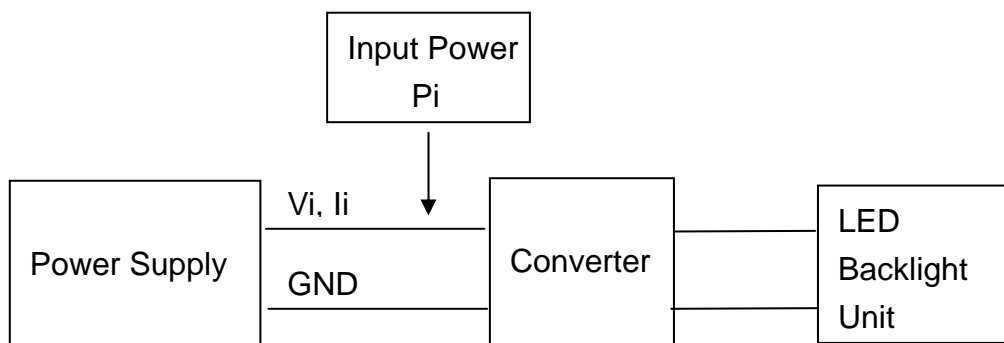 Input Power
Pi
Vi, Ii
Power Supply
GND
Converter
LED
Backlight
Unit